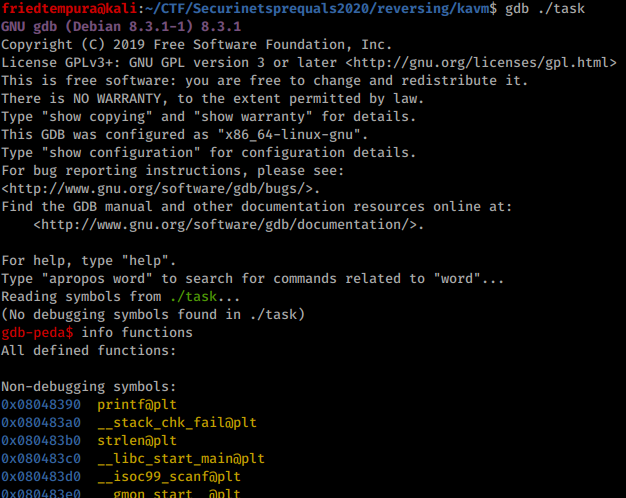 friedtempura@kali:~/CTF/Securinetsprequals2020/reversing/kavm$ gdb ./task
GNU gdb (Debian 8.3.1-1) 8.3.1
Copyright (C) 2019 Free Software Foundation, Inc.
License GPLv3+: GNU GPL version 3 or later <http://gnu.org/licenses/gpl.html>
This is free software: you are free to change and redistribute it.
There is NO WARRANTY, to the extent permitted by law.
Type "show copying" and "show warranty" for details.
This GDB was configured as "x86_64-linux-gnu".
Type "show configuration" for configuration details.
For bug reporting instructions, please see:
<http://www.gnu.org/software/gdb/bugs/>.
Find the GDB manual and other documentation resources online at:
    <http://www.gnu.org/software/gdb/documentation/>.

For help, type "help".
Type "apropos word" to search for commands related to "word"...
Reading symbols from ./task...
(No debugging symbols found in ./task)
gdb-peda$ info functions
All defined functions:

Non-debugging symbols:
0x08048390  printf@plt
0x080483a0  __stack_chk_fail@plt
0x080483b0  strlen@plt
0x080483c0  __libc_start_main@plt
0x080483d0  __isoc99_scanf@plt
0x080483e0  __gmon_start__@plt